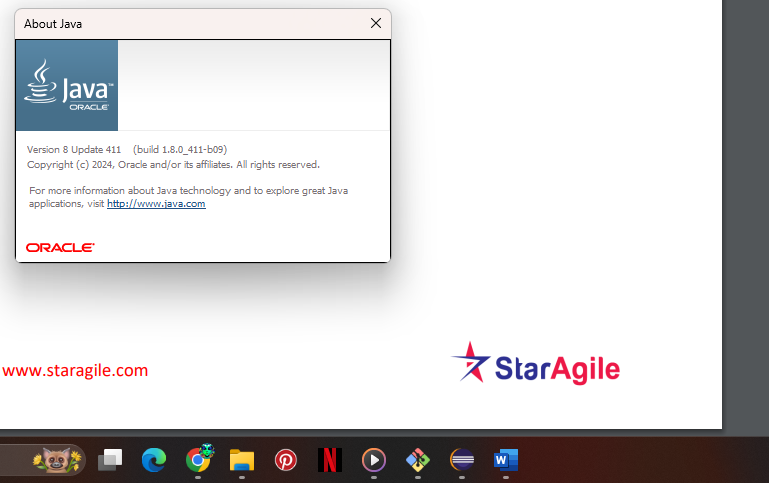 About Java
Java™
ORACLE
Version 8 Update 411 (build 1.8.0_411-b09)
Copyright (c) 2024, Oracle and/or its affiliates. All rights reserved.
For more information about Java technology and to explore great Java
applications, visit http://www.java.com
ORACLE
www.staragile.com
StarAgile
N
W